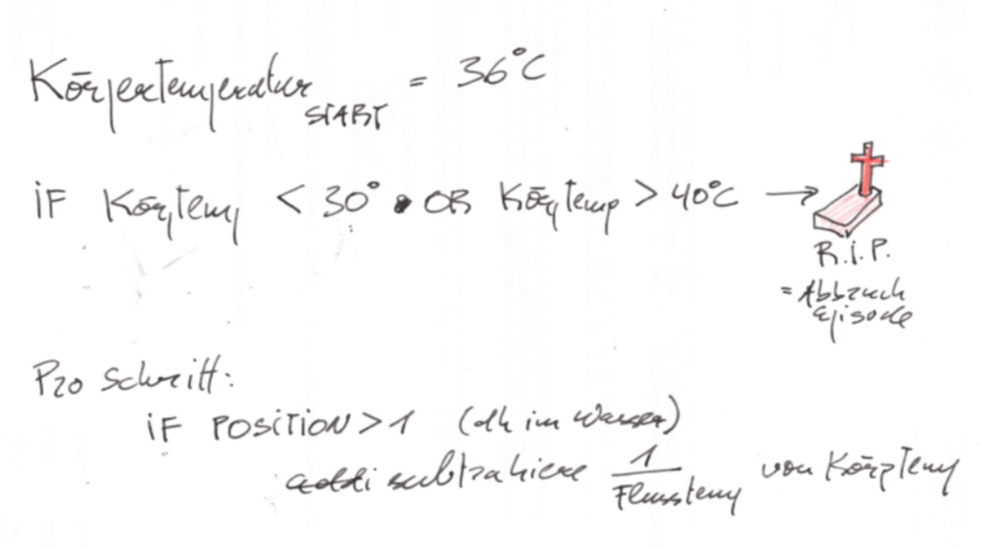 Körpertemperatur START = 36°C
IF Körptemp < 30° OR Körptemp > 40°C →
R.I.P.
= Abbruch
Episode
Pro Schritt:
IF POSITION > 1 (dh im Wasser)
addi subtrahiere 1/Flusstemp von Körptemp